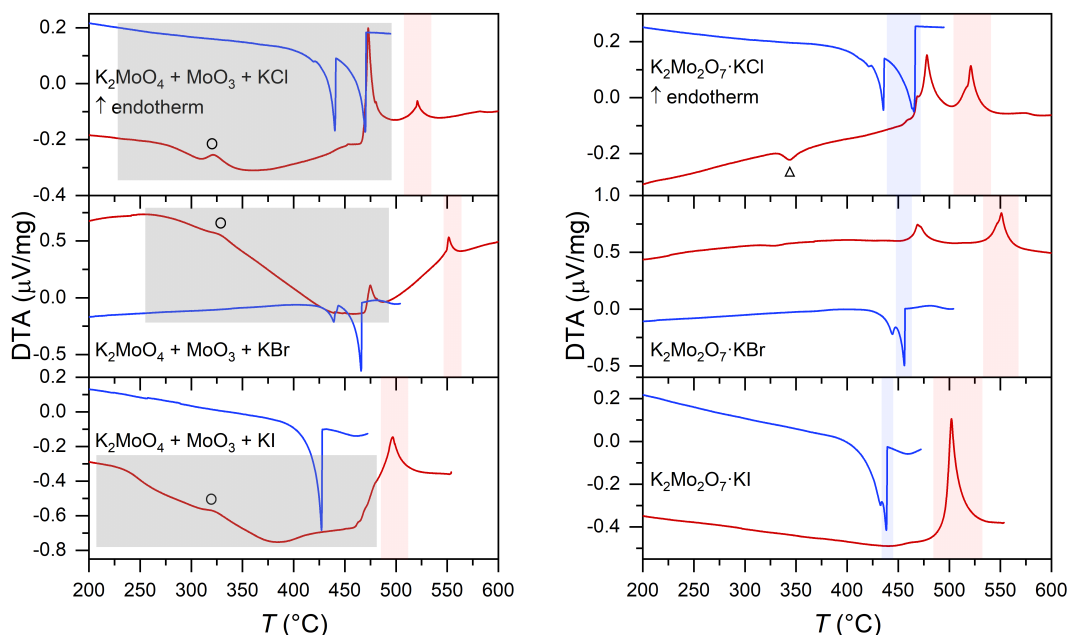 DTA (µV/mg)
0.2
0.0
-0.2
-0.4
K₂MoO₄ + MoO₃ + KCl
↑ endotherm
0.5
0.0
-0.5
K₂MoO₄ + MoO₃ + KBr
0.2
0.0
-0.2
-0.4
-0.6
-0.8
K₂MoO₄ + MoO₃ + KI
200 250 300 350 400 450 500 550 600
T (°C)
DTA (µV/mg)
0.2
0.0
-0.2
K₂Mo₂O₇·KCl
↑ endotherm
1.0
0.5
0.0
-0.5
K₂Mo₂O₇·KBr
0.2
0.0
-0.2
-0.4
K₂Mo₂O₇·KI
200 250 300 350 400 450 500 550 600
T (°C)